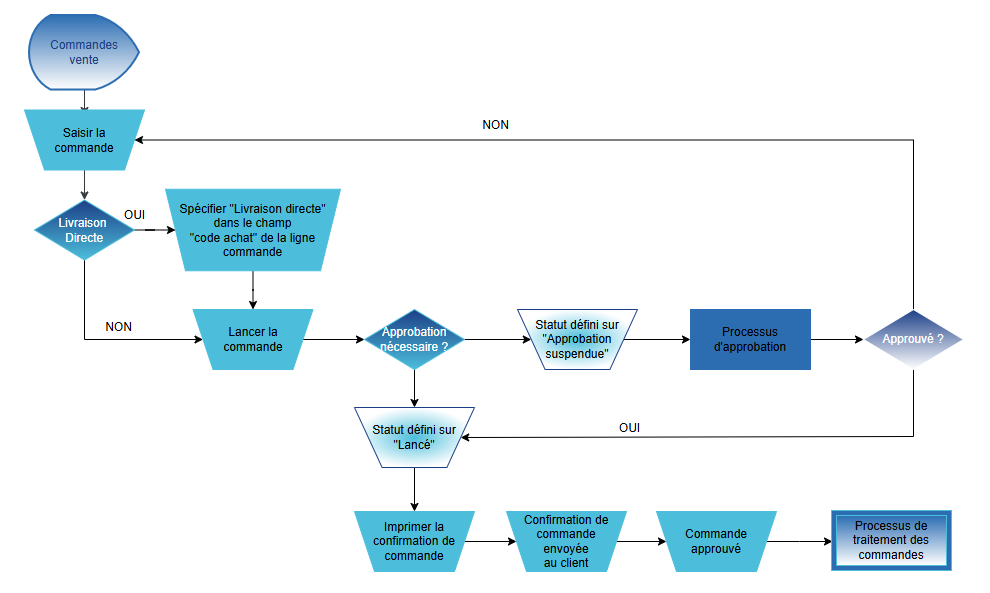 Commandes
vente
NON
Saisir la
commande
OUI
Livraison
Directe
Spécifier "Livraison directe"
dans le champ
"code achat" de la ligne
commande
NON
Lancer la
commande
Approbation
nécessaire ?
Statut défini sur
"Approbation
suspendue"
Processus
d'approbation
Approuvé ?
Statut défini sur
"Lancé"
OUI
Imprimer la
confirmation de
commande
Confirmation de
commande
envoyée
au client
Commande
approuvé
Processus de
traitement des
commandes